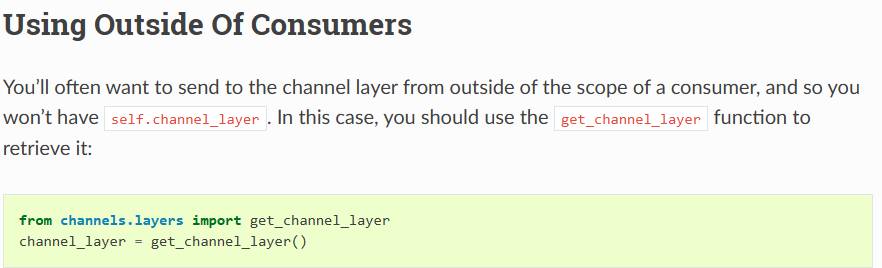 Using Outside Of Consumers
You’ll often want to send to the channel layer from outside of the scope of a consumer, and so you
won’t have self.channel_layer . In this case, you should use the get_channel_layer function to
retrieve it:
from channels.layers import get_channel_layer
channel_layer = get_channel_layer()